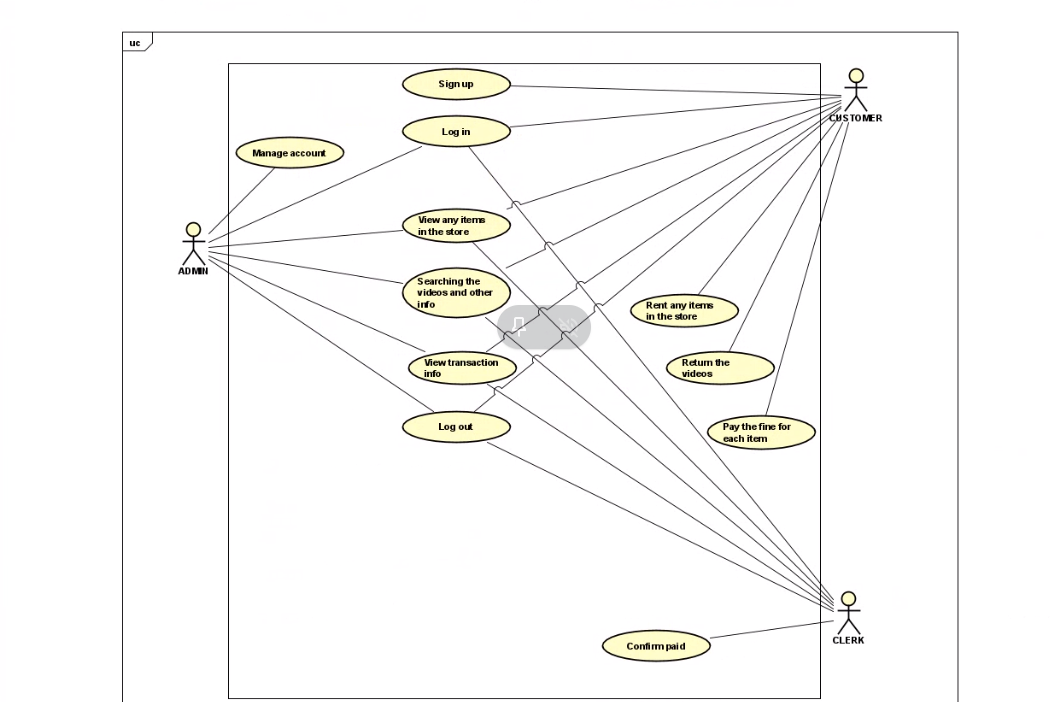 uc
Sign up
CUSTOMER
Log in
Manage account
View any items
in the store
ADMIN
Searching the
videos and other
info
Rent any items
in the store
View transaction
info
Return the
videos
Log out
Pay the fine for
each item
CLERK
Confirm paid